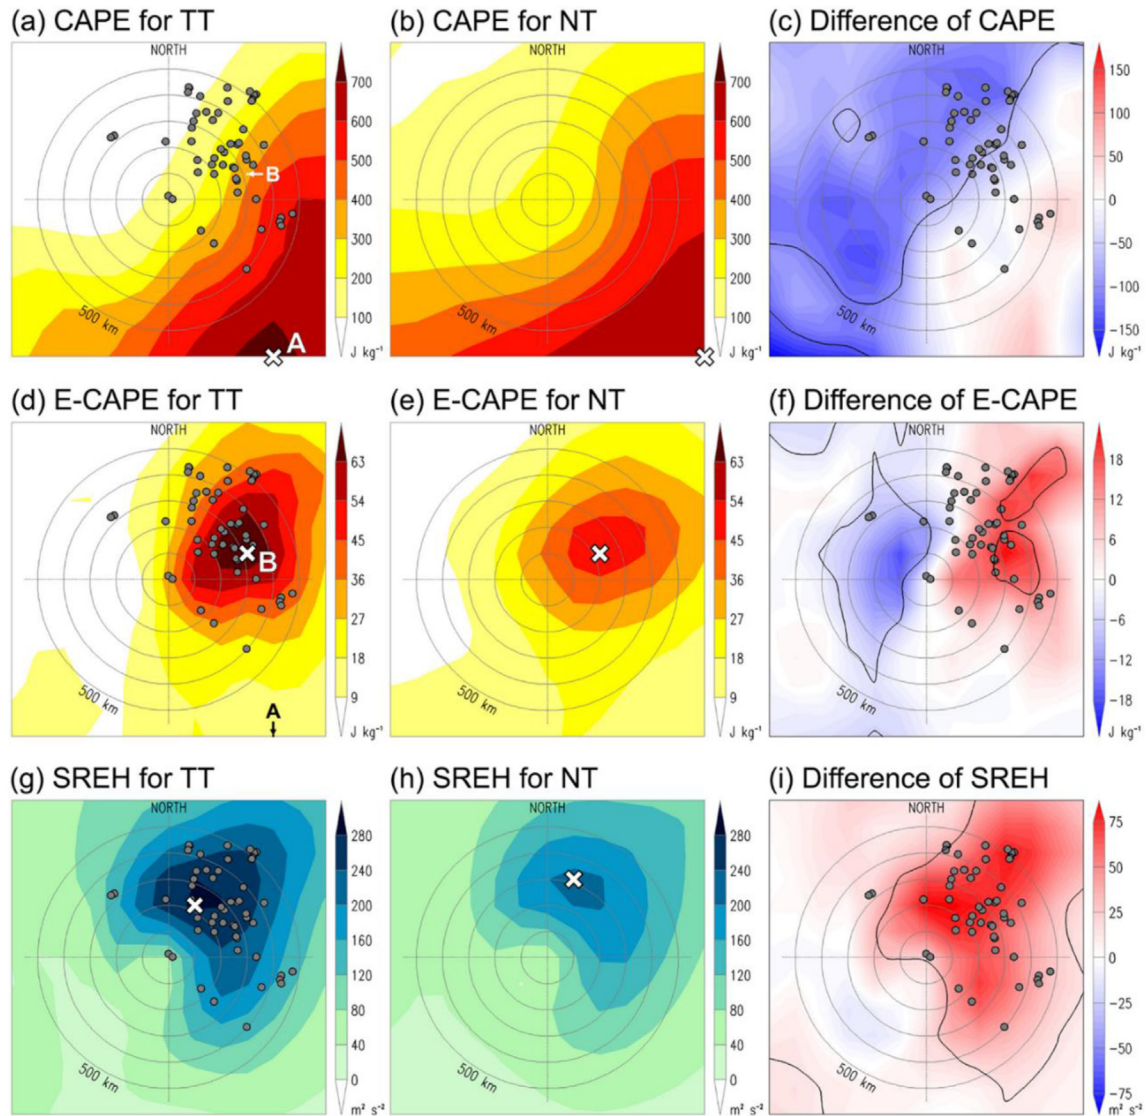 (a) CAPE for TT
(b) CAPE for NT
(c) Difference of CAPE
NORTH
B
A
500 km
700
600
500
400
300
200
100
J kg⁻¹
NORTH
500 km
700
600
500
400
300
200
100
J kg⁻¹
NORTH
500 km
150
100
50
0
-50
-100
-150
J kg⁻¹
(d) E-CAPE for TT
(e) E-CAPE for NT
(f) Difference of E-CAPE
NORTH
B
A
500 km
63
54
45
36
27
18
9
J kg⁻¹
NORTH
500 km
63
54
45
36
27
18
9
J kg⁻¹
NORTH
500 km
18
12
6
0
-6
-12
-18
J kg⁻¹
(g) SREH for TT
(h) SREH for NT
(i) Difference of SREH
NORTH
500 km
280
240
200
160
120
80
40
0
m² s⁻²
NORTH
500 km
280
240
200
160
120
80
40
0
m² s⁻²
NORTH
500 km
75
50
25
0
-25
-50
-75
m² s⁻²